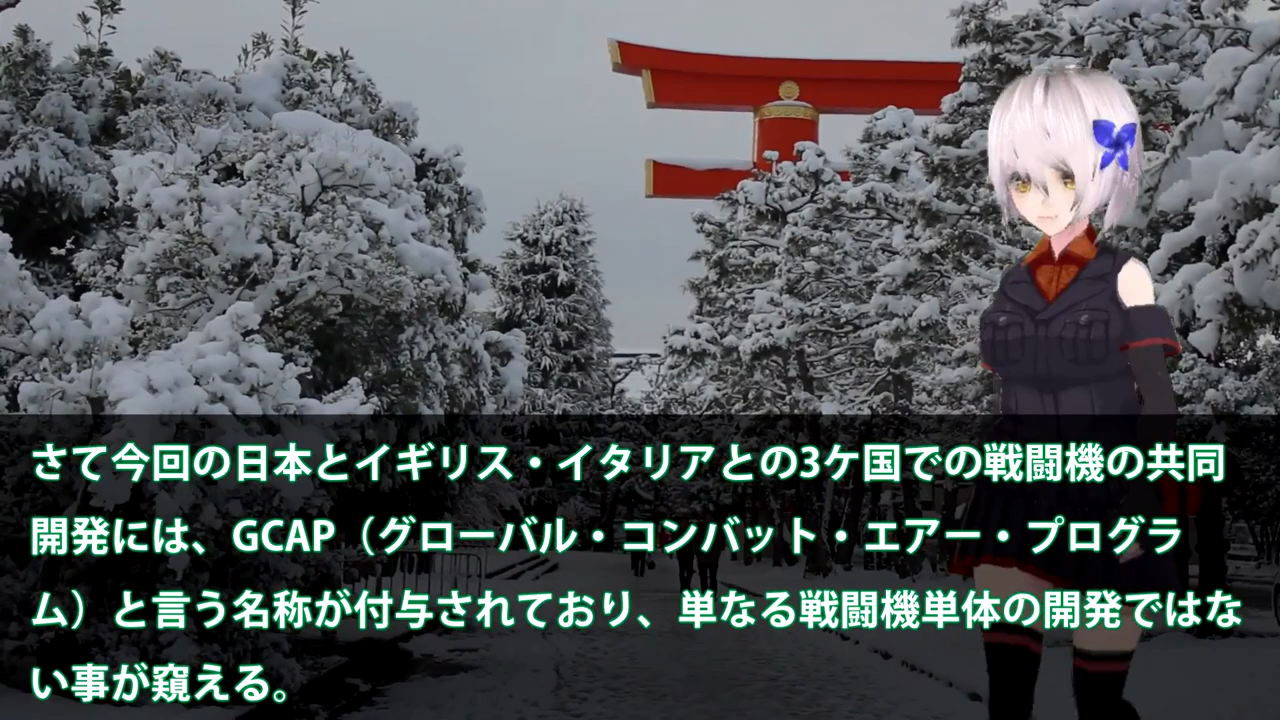 さて今回の日本とイギリス・イタリアとの3ケ国での戦闘機の共同
開発には、GCAP（グローバル・コンバット・エアー・プログラ
ム）と言う名称が付与されており、単なる戦闘機単体の開発ではな
い事が窺える。